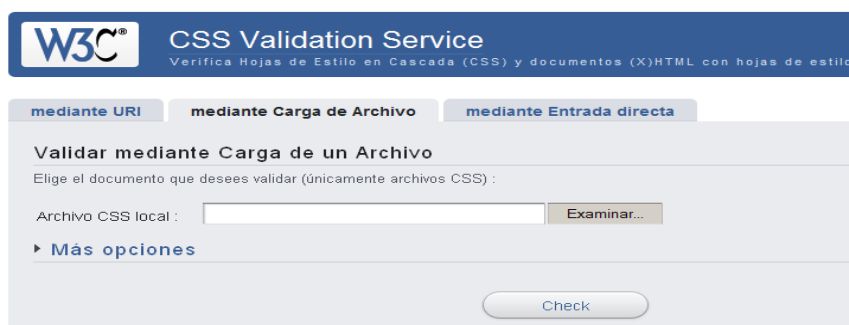 W3C®
CSS Validation Service
Verifica Hojas de Estilo en Cascada (CSS) y documentos (X)HTML con hojas de estilo
mediante URI mediante Carga de Archivo mediante Entrada directa
Validar mediante Carga de un Archivo
Elige el documento que desees validar (únicamente archivos CSS) :
Archivo CSS local : Examinar...
Más opciones
Check